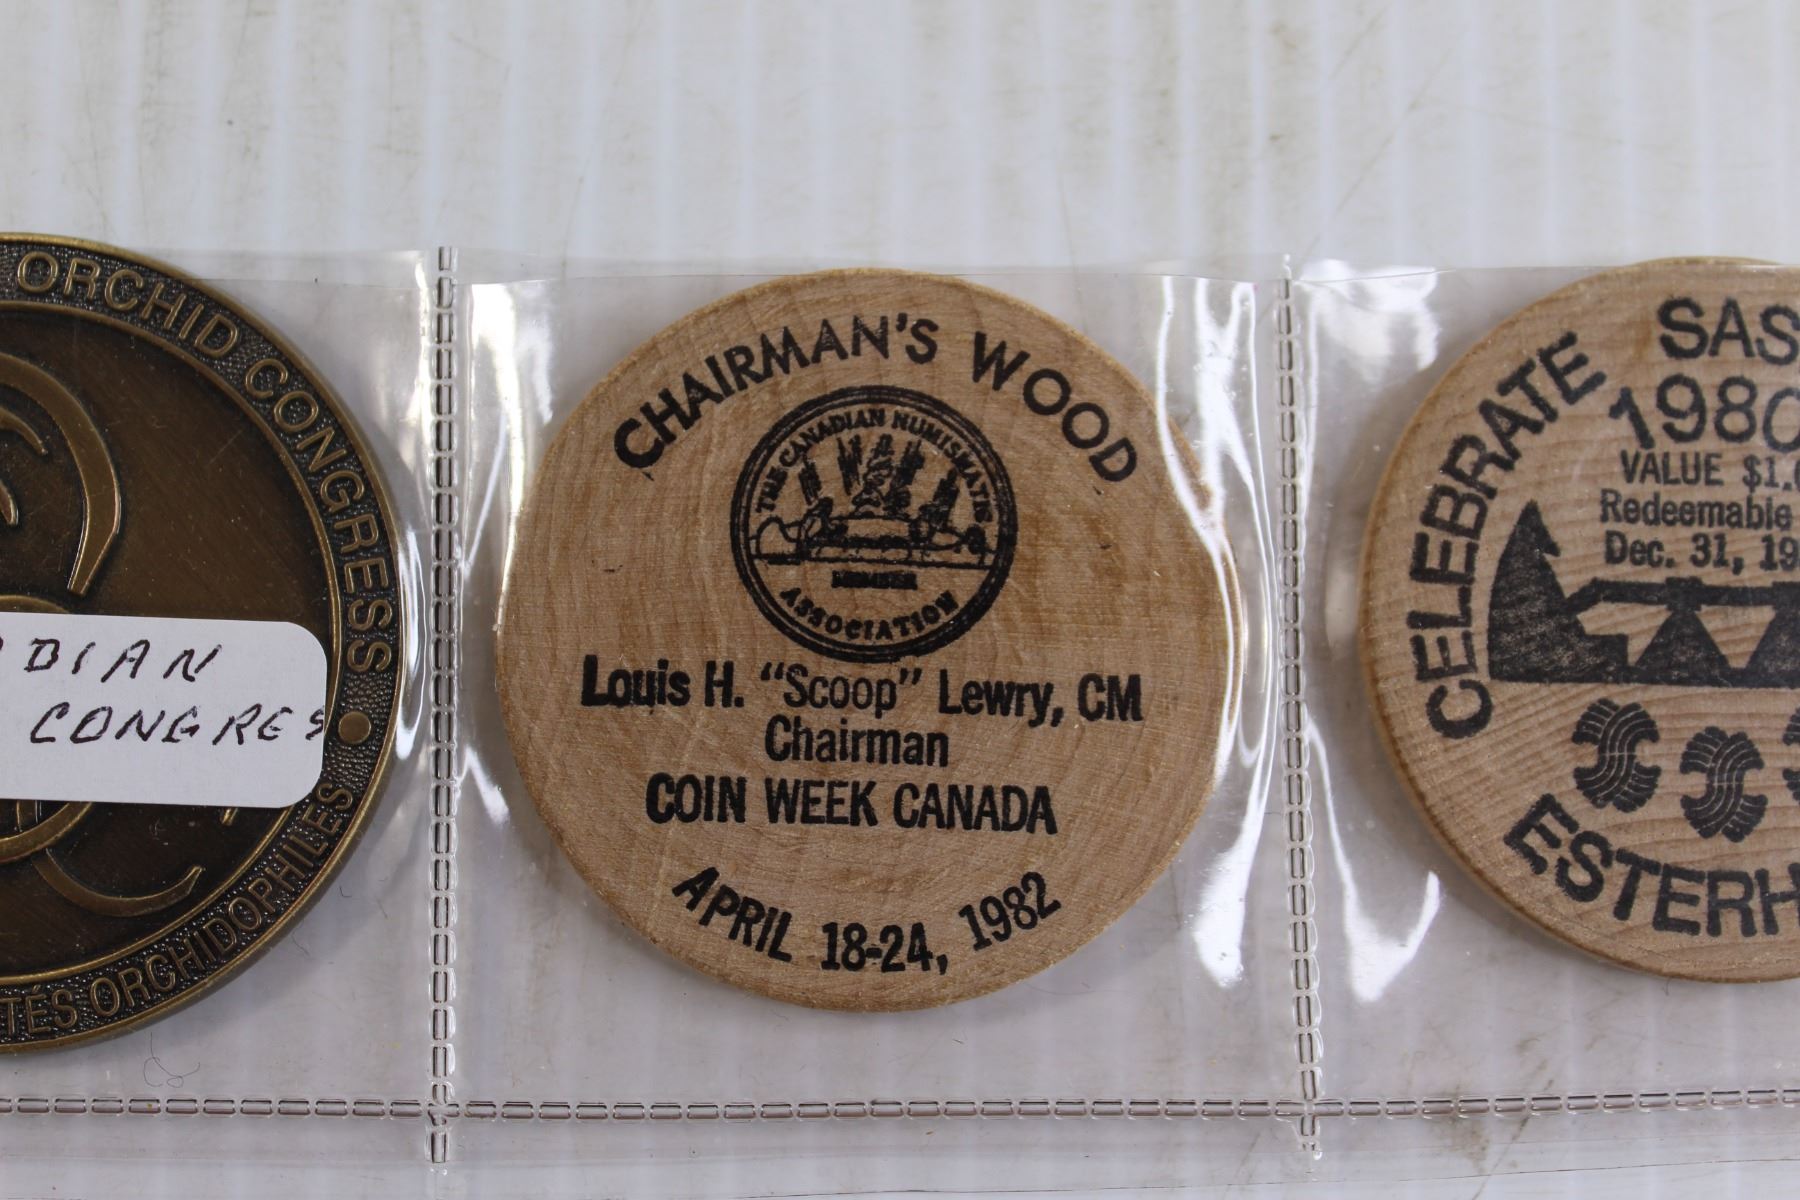 ORCHID CONGRESS
DIAN
CONGRES
TÉS ORCHIDOPHILES
CHAIRMAN'S WOOD
THE CANADIAN NUMISMATIC
MEMBER
ASSOCIATION
Louis H. "Scoop" Lewry, CM
Chairman
COIN WEEK CANADA
APRIL 18-24, 1982
CELEBRATE
SAS
1980
VALUE $1.
Redeemable
Dec. 31, 19
ESTERH